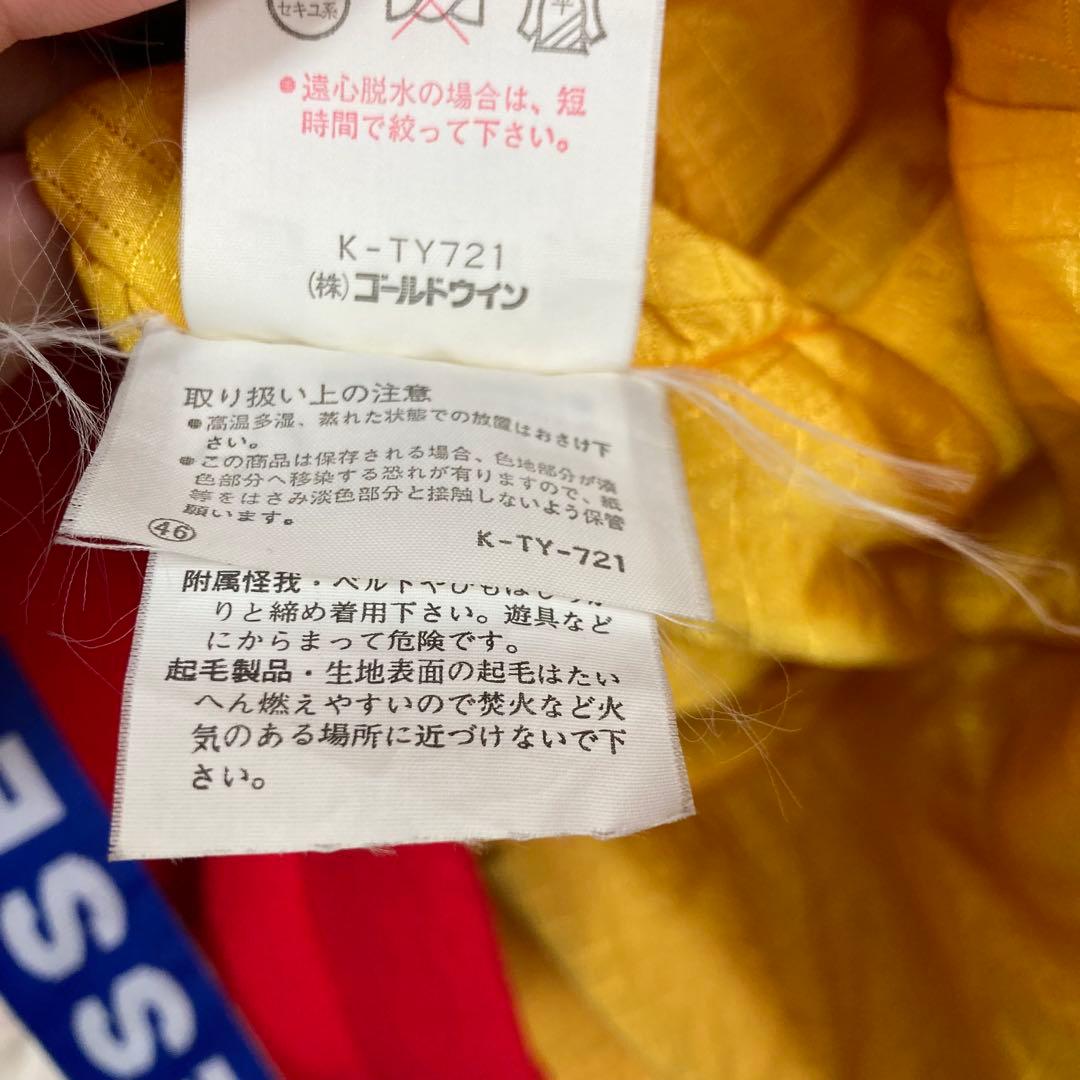 セキユ系
平
●遠心脱水の場合は、短
時間で絞って下さい。
K-TY721
(株)ゴールドウイン
取り扱い上の注意
●高温多湿、蒸れた状態での放置はおさけ下
さい。
●この商品は保存される場合、色地部分が淡
色部分へ移染する恐れが有りますので、紙
等をはさみ淡色部分と接触しないよう保管
願います。
㊻
K-TY-721
附属怪我・ベルトやひもはしっか
りと締め着用下さい。遊具など
にからまって危険です。
起毛製品・生地表面の起毛はたい
へん燃えやすいので焚火など火
気のある場所に近づけないで下
さい。
ESS